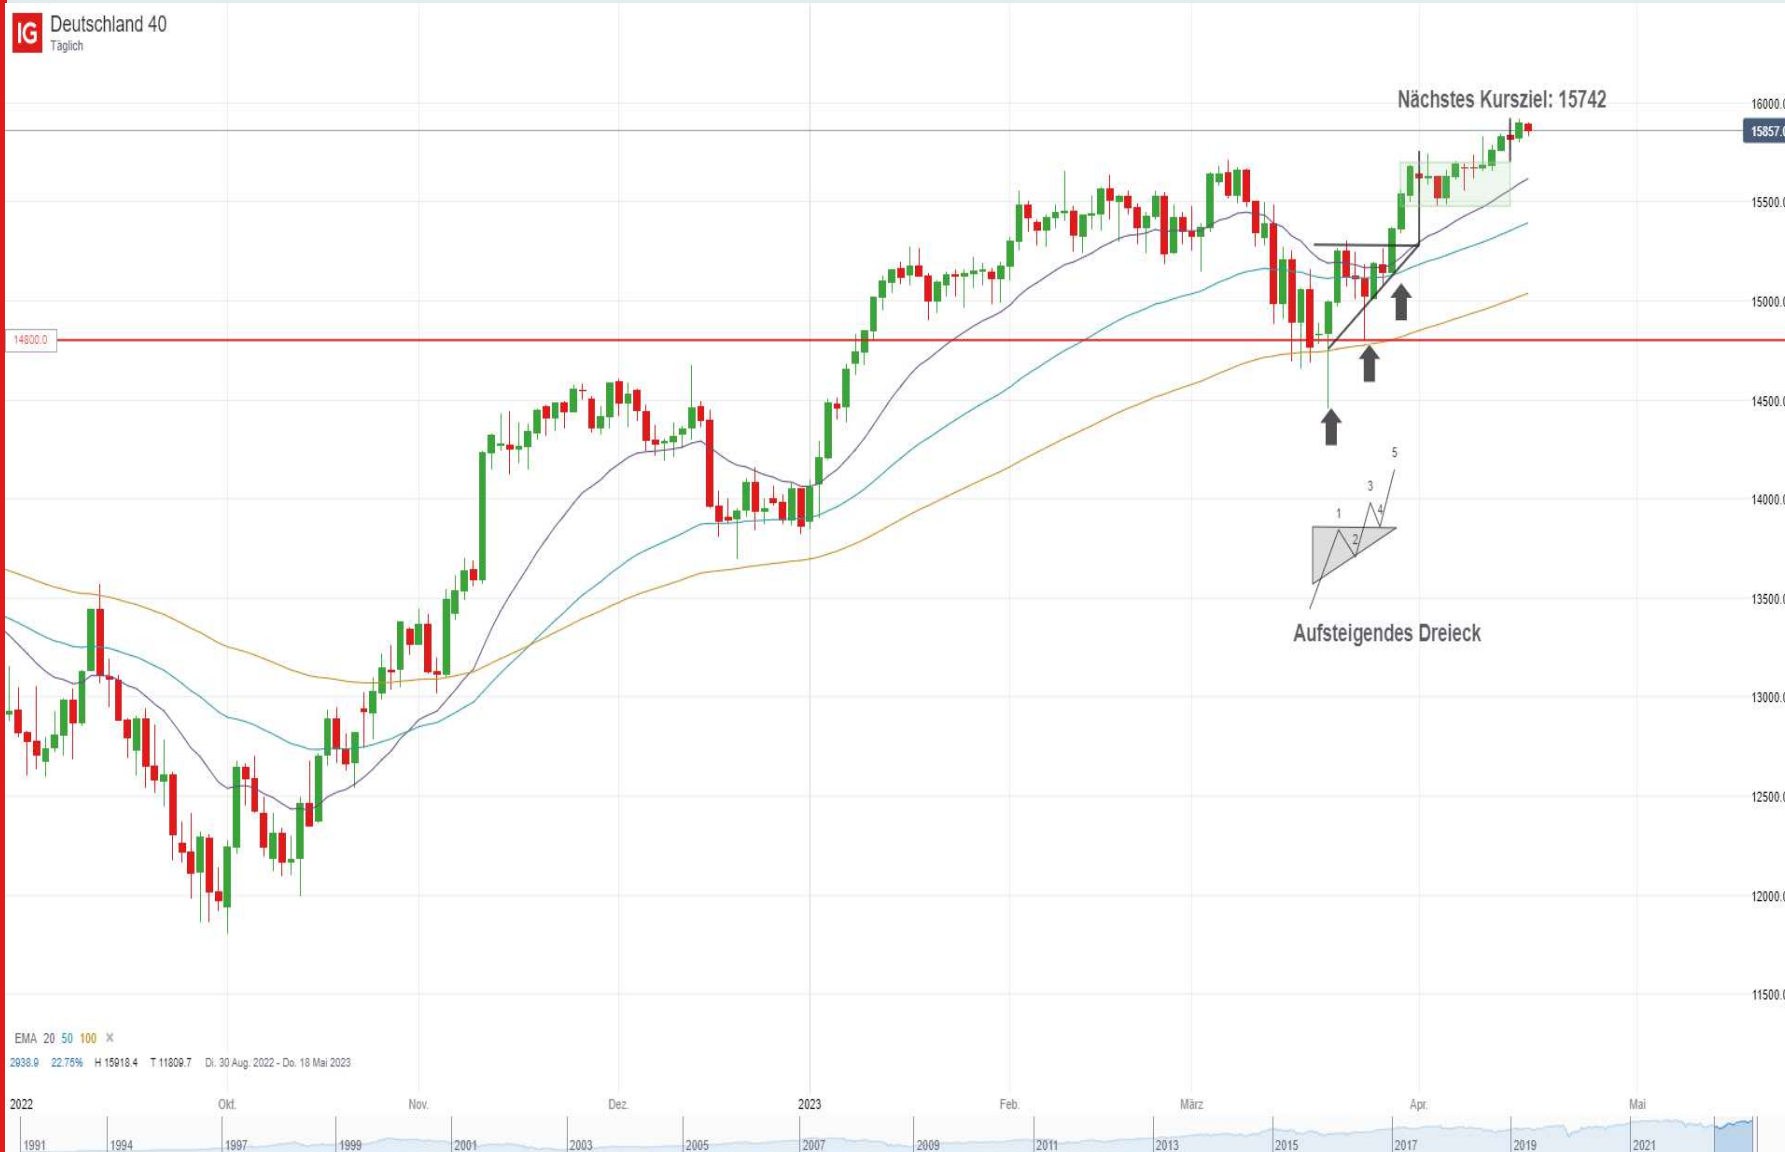 IG Deutschland 40
Täglich
Nächstes Kursziel: 15742
16000.0
15857.0
15500.0
15000.0
14800.0
14500.0
5
3
1
4
2
14000.0
13500.0
Aufsteigendes Dreieck
13000.0
12500.0
12000.0
11500.0
EMA 20 50 100 ×
2938.9 22.75% H 15918.4 T 11809.7 Di. 30 Aug. 2022 - Do. 18 Mai 2023
2022 Okt. Nov. Dez. 2023 Feb. März Apr. Mai
1991 1994 1997 1999 2001 2003 2005 2007 2009 2011 2013 2015 2017 2019 2021